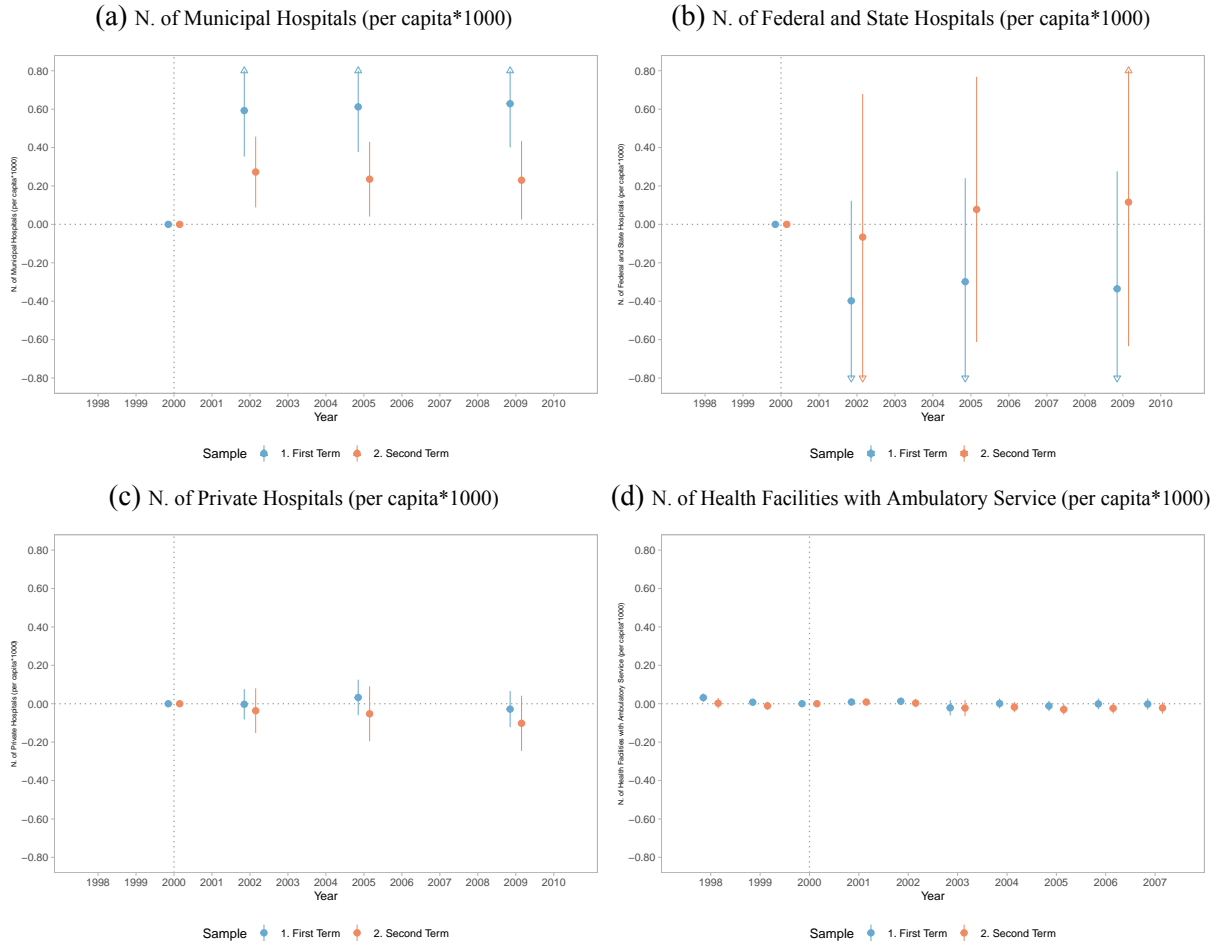 (a) N. of Municipal Hospitals (per capita*1000)
N. of Municipal Hospitals (per capita*1000)
0.80
0.60
0.40
0.20
0.00
−0.20
−0.40
−0.60
−0.80
1998 1999 2000 2001 2002 2003 2005 2007 2008 2009 2010
Year
Sample 1. First Term 2. Second Term
(b) N. of Federal and State Hospitals (per capita*1000)
N. of Federal and State Hospitals (per capita*1000)
0.80
0.60
0.40
0.20
0.00
−0.20
−0.40
−0.60
−0.80
1998 1999 2000 2001 2002 2003 2005 2007 2008 2009 2010
Year
Sample 1. First Term 2. Second Term
(c) N. of Private Hospitals (per capita*1000)
N. of Private Hospitals (per capita*1000)
0.80
0.60
0.40
0.20
0.00
−0.20
−0.40
−0.60
−0.80
1998 1999 2000 2001 2002 2003 2005 2007 2008 2009 2010
Year
Sample 1. First Term 2. Second Term
(d) N. of Health Facilities with Ambulatory Service (per capita*1000)
N. of Health Facilities with Ambulatory Service (per capita*1000)
0.80
0.60
0.40
0.20
0.00
−0.20
−0.40
−0.60
−0.80
1998 1999 2000 2001 2002 2003 2004 2005 2006 2007
Year
Sample 1. First Term 2. Second Term